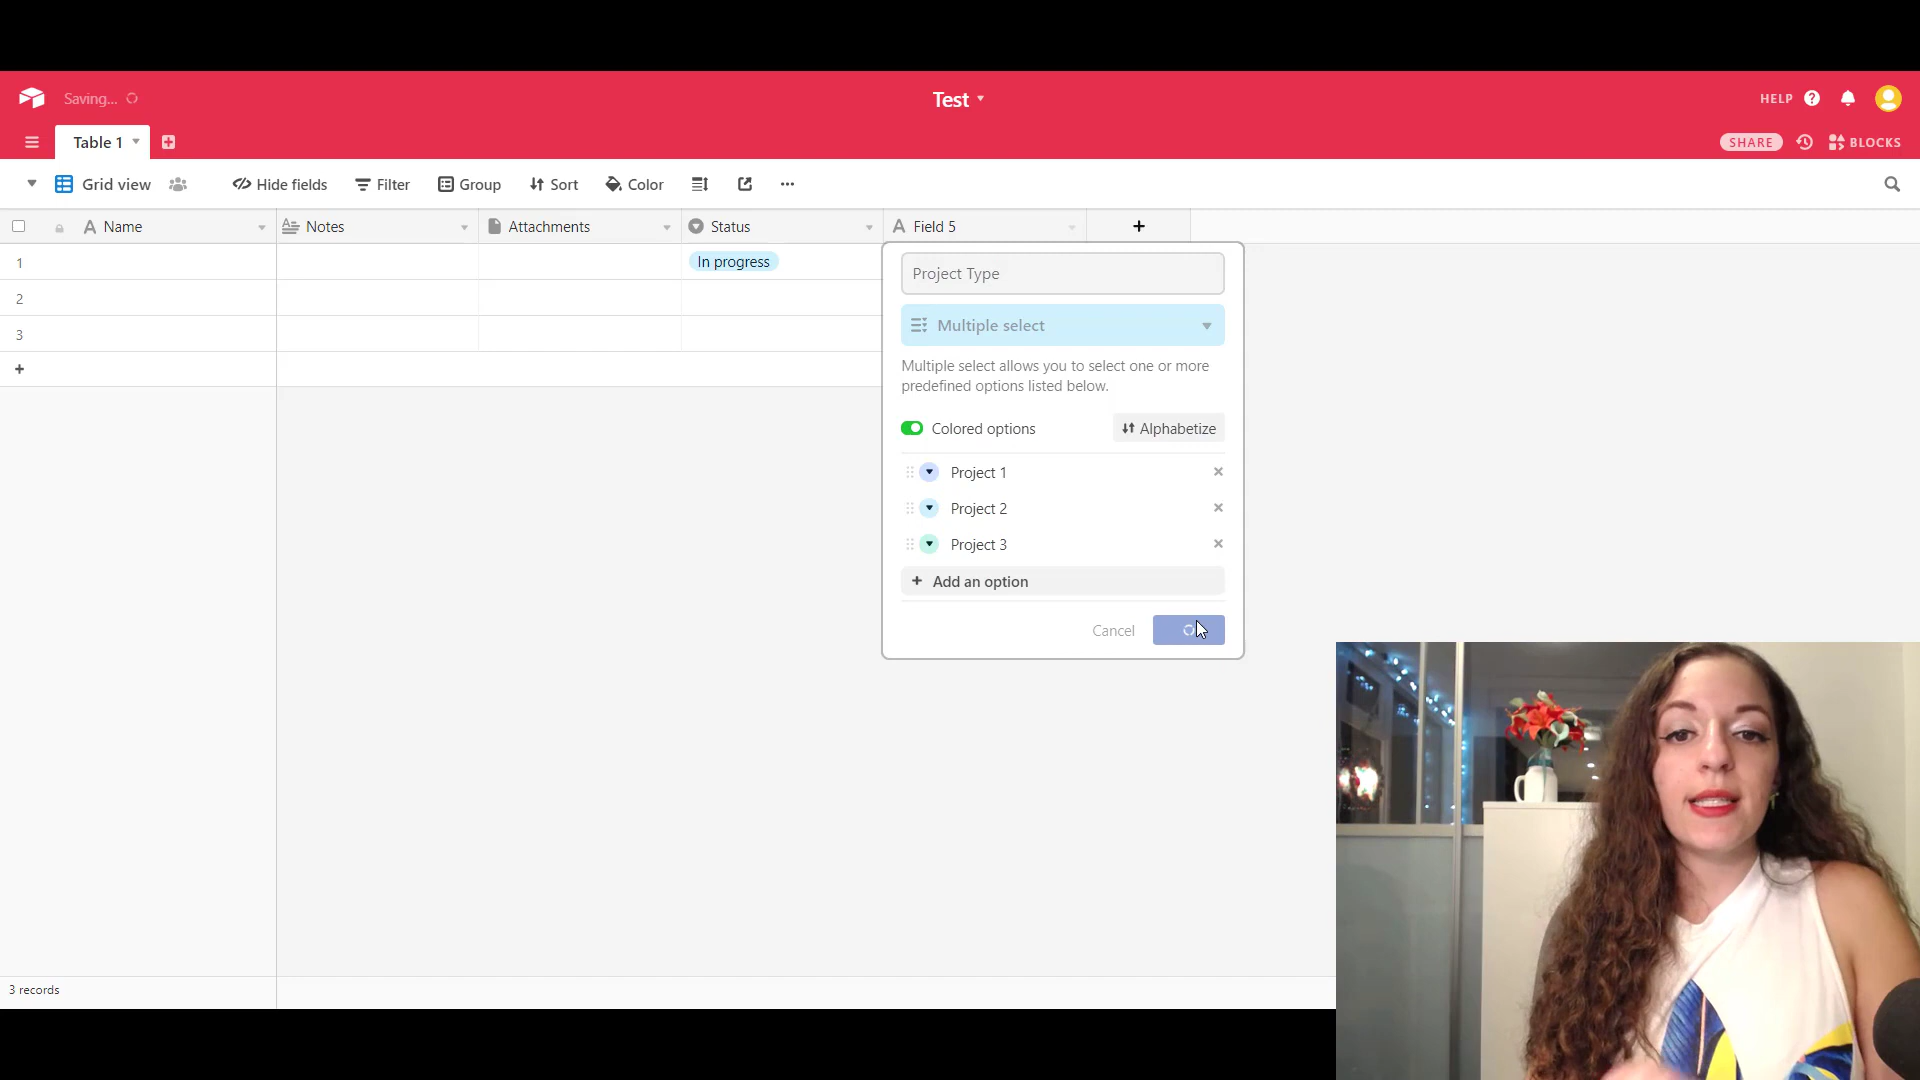 Saving...
Test
HELP
Table 1
SHARE
BLOCKS
Grid view
Hide fields
Filter
Group
Sort
Color
Name
Notes
Attachments
Status
Field 5
1
In progress
2
3
Project Type
Multiple select
Multiple select allows you to select one or more
predefined options listed below.
Colored options
Alphabetize
Project 1
Project 2
Project 3
+ Add an option
Cancel
3 records